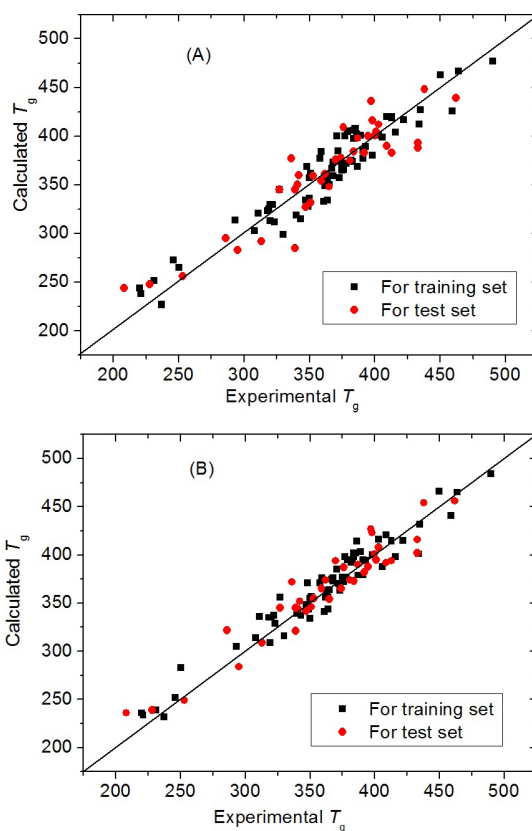 (A)
500
450
400
350
300
250
200
Calculated Tg
For training set
For test set
200 250 300 350 400 450 500
Experimental Tg
(B)
500
450
400
350
300
250
200
Calculated Tg
For training set
For test set
200 250 300 350 400 450 500
Experimental Tg